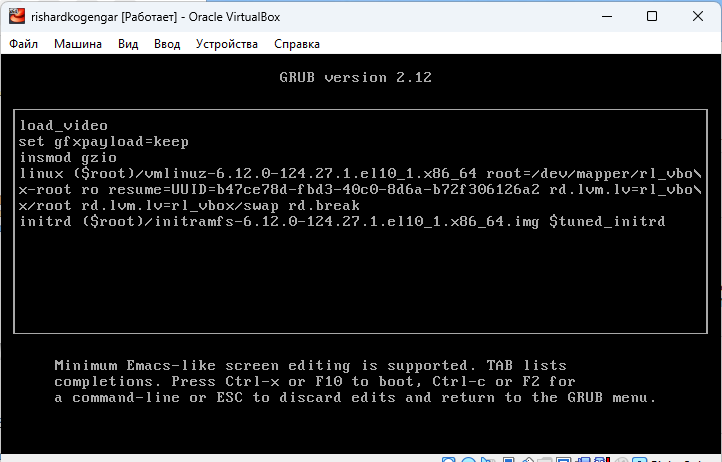 rishardkogengar [Работает] - Oracle VirtualBox
Файл Машина Вид Ввод Устройства Справка
GRUB version 2.12
load_video
set gfxpayload=keep
insmod gzio
linux ($root)/vmlinuz-6.12.0-124.27.1.el10_1.x86_64 root=/dev/mapper/rl_vbo\
x-root ro resume=UUID=b47ce78d-fbd3-40c0-8d6a-b72f306126a2 rd.lvm.lv=rl_vbo\
x/root rd.lvm.lv=rl_vbox/swap rd.break
initrd ($root)/initramfs-6.12.0-124.27.1.el10_1.x86_64.img $tuned_initrd
Minimum Emacs-like screen editing is supported. TAB lists
completions. Press Ctrl-x or F10 to boot, Ctrl-c or F2 for
a command-line or ESC to discard edits and return to the GRUB menu.